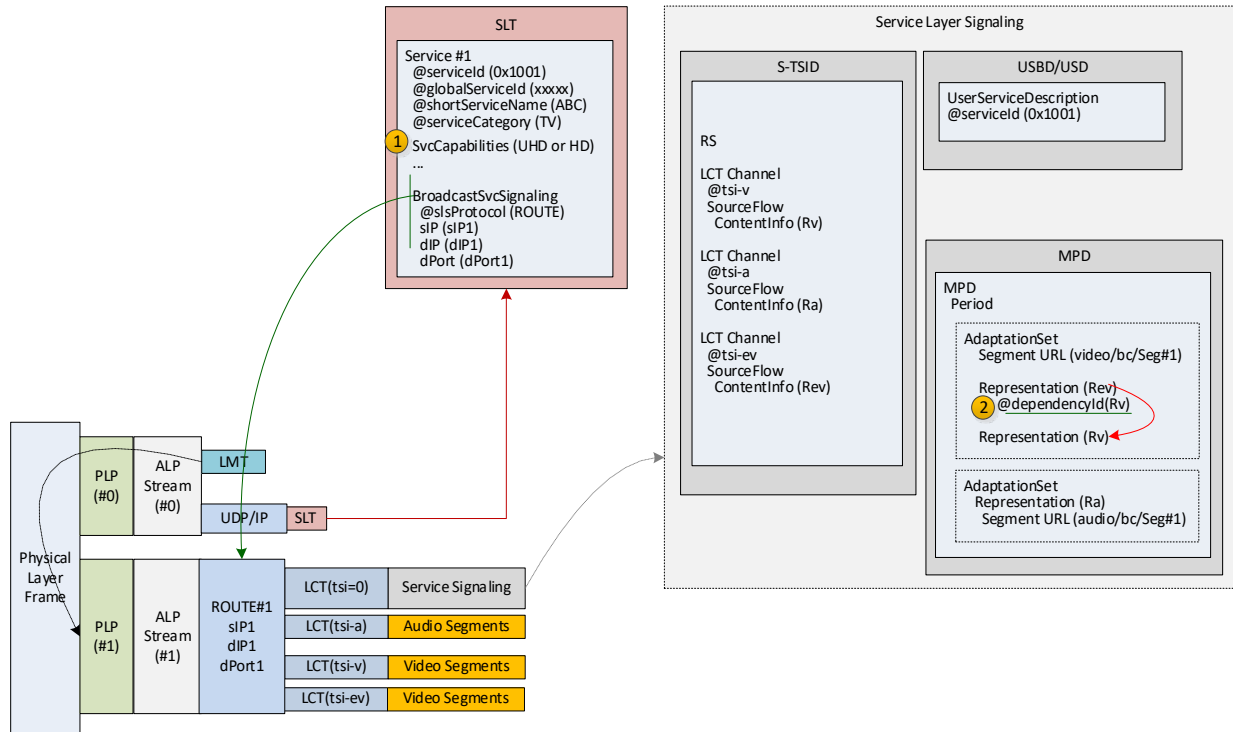 SLT
Service #1
@serviceId (0x1001)
@globalServiceId (xxxxx)
@shortServiceName (ABC)
@serviceCategory (TV)
1
SvcCapabilities (UHD or HD)
...
BroadcastSvcSignaling
@slsProtocol (ROUTE)
sIP (sIP1)
dIP (dIP1)
dPort (dPort1)
Service Layer Signaling
S-TSID
RS
LCT Channel
@tsi-v
SourceFlow
ContentInfo (Rv)
LCT Channel
@tsi-a
SourceFlow
ContentInfo (Ra)
LCT Channel
@tsi-ev
SourceFlow
ContentInfo (Rev)
USBD/USD
UserServiceDescription
@serviceId (0x1001)
MPD
MPD
Period
AdaptationSet
Segment URL (video/bc/Seg#1)
Representation (Rev)
2
@dependencyId(Rv)
Representation (Rv)
AdaptationSet
Representation (Ra)
Segment URL (audio/bc/Seg#1)
Physical
Layer
Frame
PLP
(#0)
ALP
Stream
(#0)
LMT
UDP/IP
SLT
PLP
(#1)
ALP
Stream
(#1)
ROUTE#1
sIP1
dIP1
dPort1
LCT(tsi=0)
Service Signaling
LCT(tsi-a)
Audio Segments
LCT(tsi-v)
Video Segments
LCT(tsi-ev)
Video Segments